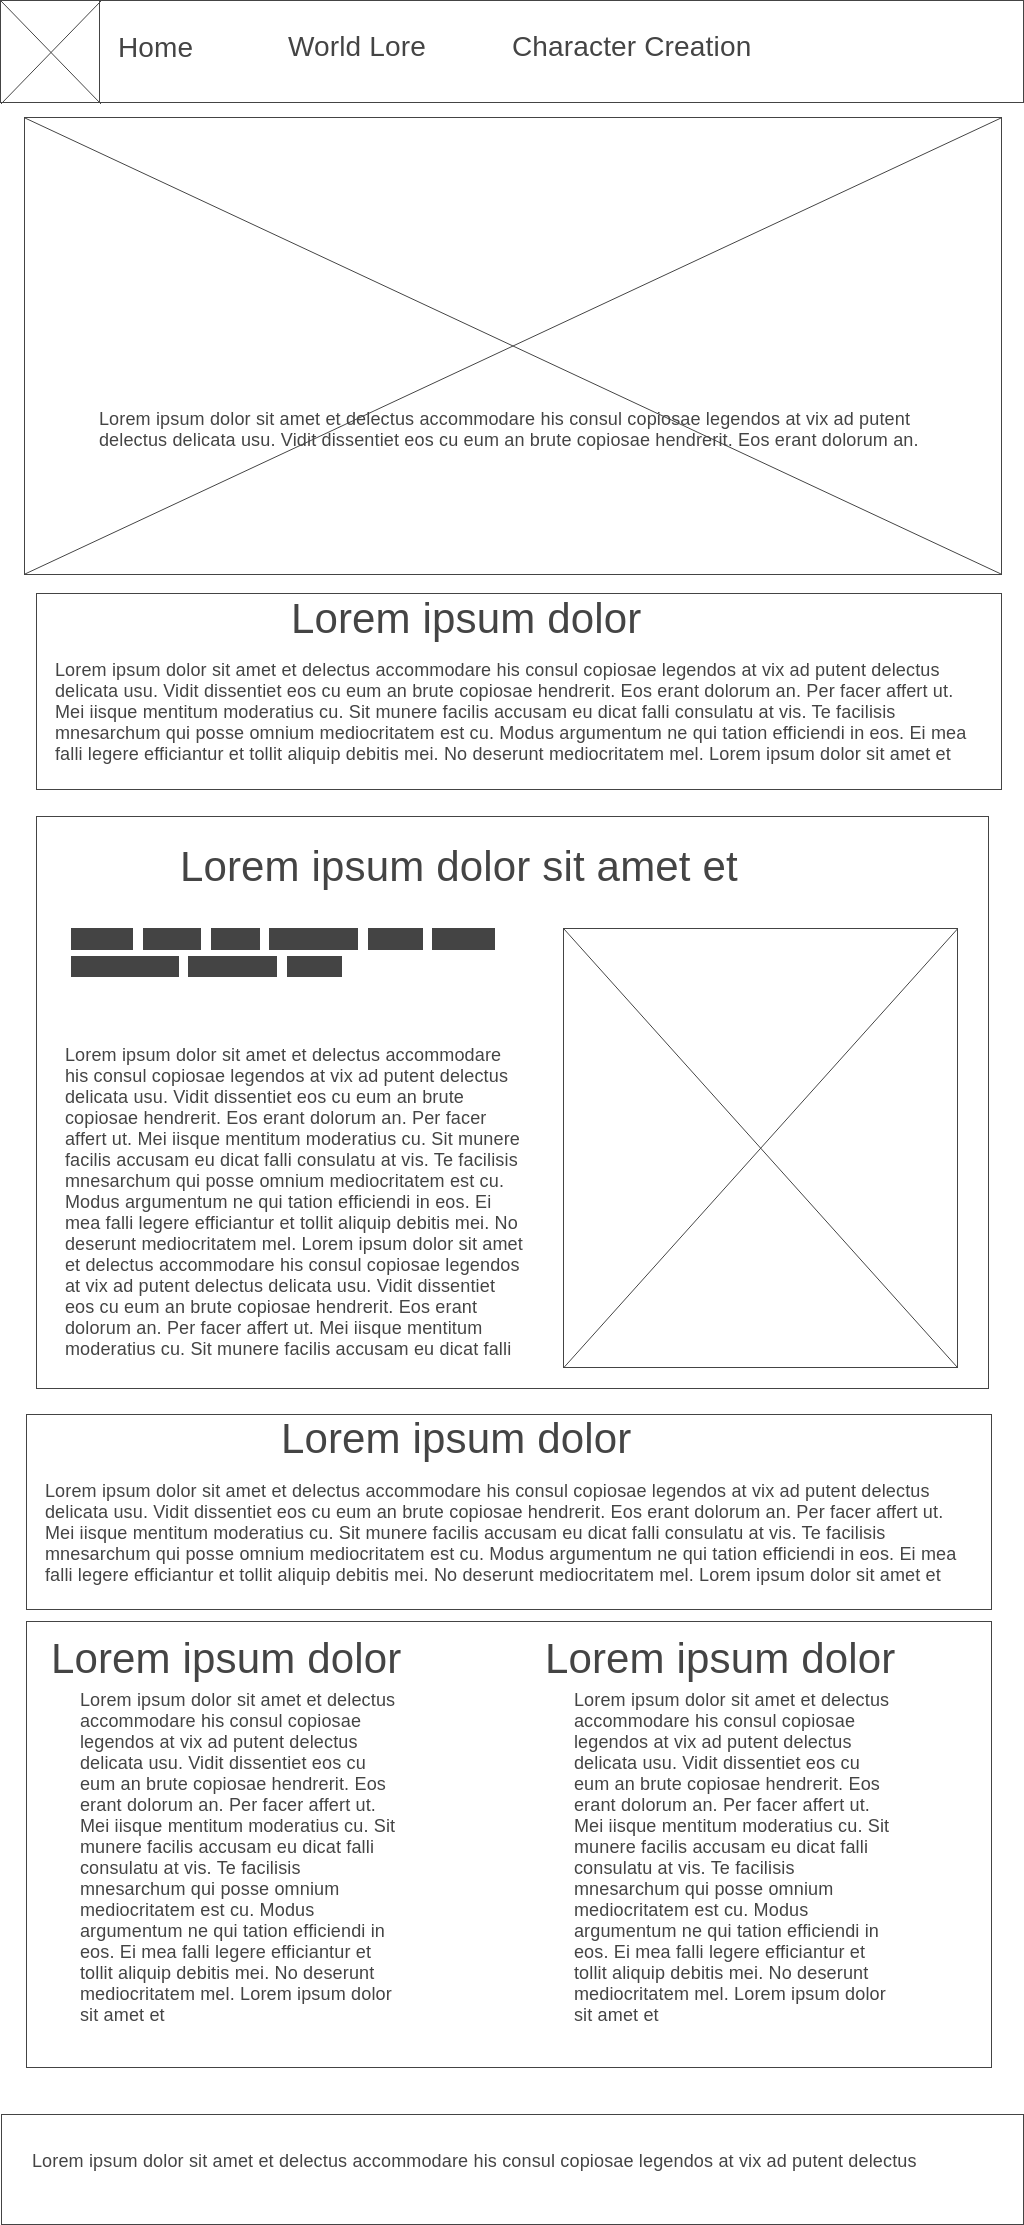 Home World Lore Character Creation
Lorem ipsum dolor sit amet et delectus accommodare his consul copiosae legendos at vix ad putent
delectus delicata usu. Vidit dissentiet eos cu eum an brute copiosae hendrerit. Eos erant dolorum an.
Lorem ipsum dolor
Lorem ipsum dolor sit amet et delectus accommodare his consul copiosae legendos at vix ad putent delectus
delicata usu. Vidit dissentiet eos cu eum an brute copiosae hendrerit. Eos erant dolorum an. Per facer affert ut.
Mei iisque mentitum moderatius cu. Sit munere facilis accusam eu dicat falli consulatu at vis. Te facilisis
mnesarchum qui posse omnium mediocritatem est cu. Modus argumentum ne qui tation efficiendi in eos. Ei mea
falli legere efficiantur et tollit aliquip debitis mei. No deserunt mediocritatem mel. Lorem ipsum dolor sit amet et
Lorem ipsum dolor sit amet et
Lorem ipsum dolor sit amet et delectus accommodare
his consul copiosae legendos at vix ad putent delectus
delicata usu. Vidit dissentiet eos cu eum an brute
copiosae hendrerit. Eos erant dolorum an. Per facer
affert ut. Mei iisque mentitum moderatius cu. Sit munere
facilis accusam eu dicat falli consulatu at vis. Te facilisis
mnesarchum qui posse omnium mediocritatem est cu.
Modus argumentum ne qui tation efficiendi in eos. Ei
mea falli legere efficiantur et tollit aliquip debitis mei. No
deserunt mediocritatem mel. Lorem ipsum dolor sit amet
et delectus accommodare his consul copiosae legendos
at vix ad putent delectus delicata usu. Vidit dissentiet
eos cu eum an brute copiosae hendrerit. Eos erant
dolorum an. Per facer affert ut. Mei iisque mentitum
moderatius cu. Sit munere facilis accusam eu dicat falli
Lorem ipsum dolor
Lorem ipsum dolor sit amet et delectus accommodare his consul copiosae legendos at vix ad putent delectus
delicata usu. Vidit dissentiet eos cu eum an brute copiosae hendrerit. Eos erant dolorum an. Per facer affert ut.
Mei iisque mentitum moderatius cu. Sit munere facilis accusam eu dicat falli consulatu at vis. Te facilisis
mnesarchum qui posse omnium mediocritatem est cu. Modus argumentum ne qui tation efficiendi in eos. Ei mea
falli legere efficiantur et tollit aliquip debitis mei. No deserunt mediocritatem mel. Lorem ipsum dolor sit amet et
Lorem ipsum dolor
Lorem ipsum dolor sit amet et delectus
accommodare his consul copiosae
legendos at vix ad putent delectus
delicata usu. Vidit dissentiet eos cu
eum an brute copiosae hendrerit. Eos
erant dolorum an. Per facer affert ut.
Mei iisque mentitum moderatius cu. Sit
munere facilis accusam eu dicat falli
consulatu at vis. Te facilisis
mnesarchum qui posse omnium
mediocritatem est cu. Modus
argumentum ne qui tation efficiendi in
eos. Ei mea falli legere efficiantur et
tollit aliquip debitis mei. No deserunt
mediocritatem mel. Lorem ipsum dolor
sit amet et
Lorem ipsum dolor
Lorem ipsum dolor sit amet et delectus
accommodare his consul copiosae
legendos at vix ad putent delectus
delicata usu. Vidit dissentiet eos cu
eum an brute copiosae hendrerit. Eos
erant dolorum an. Per facer affert ut.
Mei iisque mentitum moderatius cu. Sit
munere facilis accusam eu dicat falli
consulatu at vis. Te facilisis
mnesarchum qui posse omnium
mediocritatem est cu. Modus
argumentum ne qui tation efficiendi in
eos. Ei mea falli legere efficiantur et
tollit aliquip debitis mei. No deserunt
mediocritatem mel. Lorem ipsum dolor
sit amet et
Lorem ipsum dolor sit amet et delectus accommodare his consul copiosae legendos at vix ad putent delectus